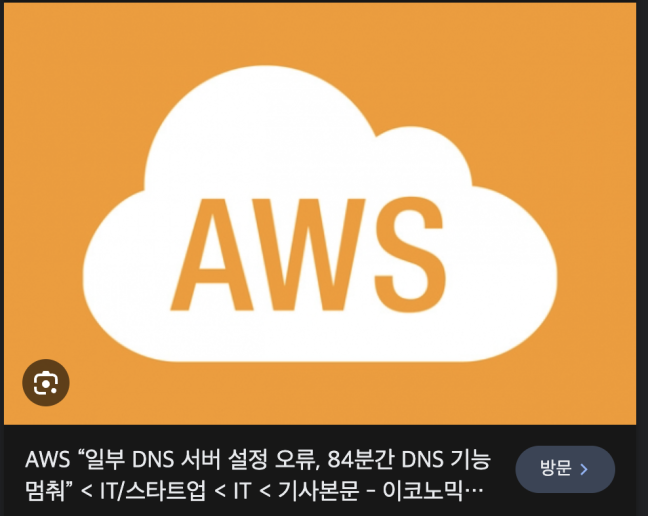 AWS
AWS “일부 DNS 서버 설정 오류, 84분간 DNS 기능
멈춰” < IT/스타트업 < IT < 기사본문 - 이코노믹…
방문